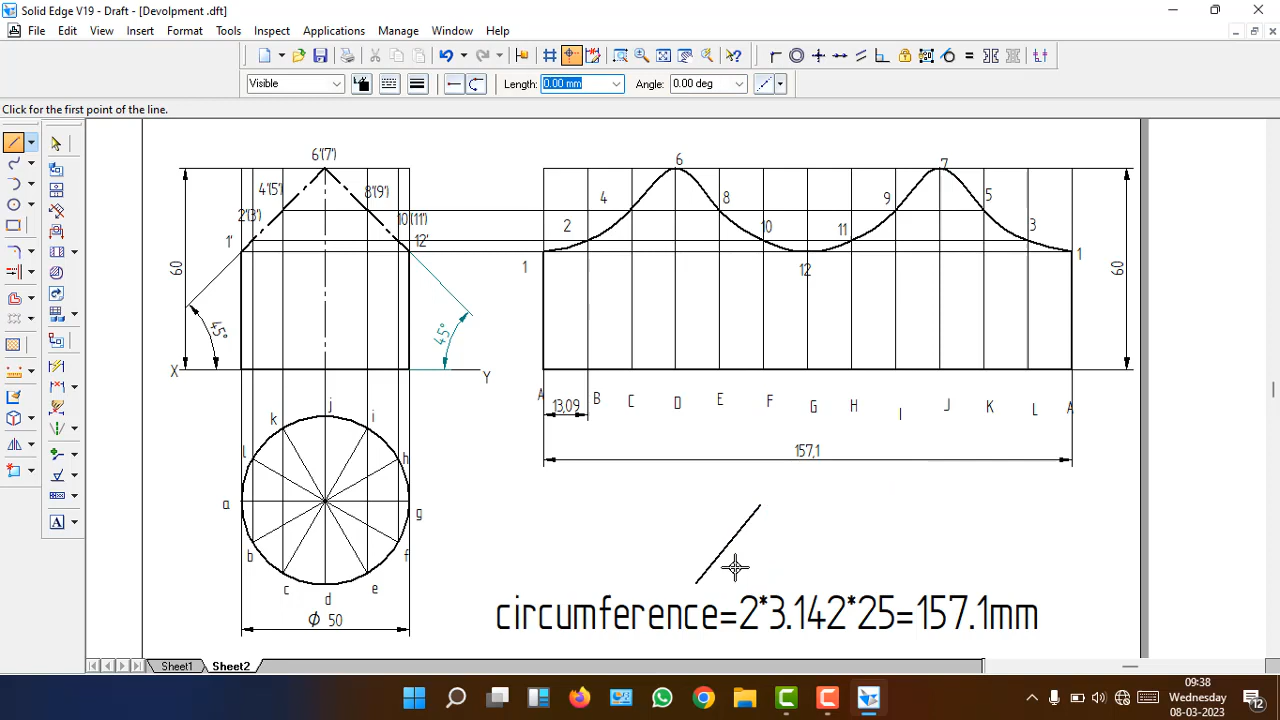 Solid Edge V19 - Draft - [Devolpment .dft]
File Edit View Insert Format Tools Inspect Applications Manage Window Help
Visible Length: 0.00 mm Angle: 0.00 deg
Click for the first point of the line.
6'(7') 6 7
4'(5') 8'(9') 4 8 9 5
2'(3') 10(11') 2 10 11 3
1' 12' 1 12 1
60 60
45° 45°
X Y
A B C D E F G H I J K L A
13,09
157,1
j
k i
l h
a g
b f
c e
d
ϕ 50
circumference=2*3.142*25=157.1mm
Sheet1 Sheet2
09:38
Wednesday
08-03-2023
12